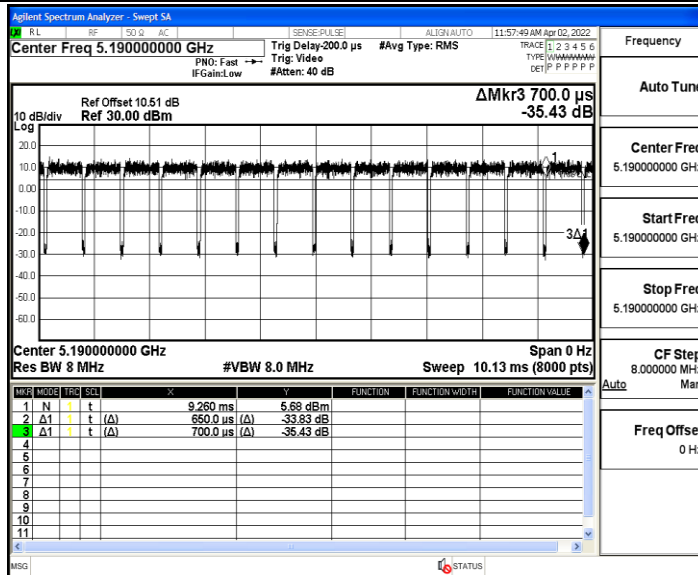 Agilent Spectrum Analyzer - Swept SA
RL RF 50 Ω AC SENSE:PULSE ALIGN AUTO 11:57:49 AM Apr 02, 2022
Center Freq 5.190000000 GHz
PNO: Fast
IFGain:Low
Trig Delay-200.0 µs
Trig: Video
#Atten: 40 dB
#Avg Type: RMS
TRACE 1 2 3 4 5 6
TYPE WWWWWW
DET P P P P P P
Ref Offset 10.51 dB
10 dB/div Ref 30.00 dBm
Log
ΔMkr3 700.0 µs
-35.43 dB
20.0
10.0
0.00
-10.0
-20.0
-30.0
-40.0
-50.0
-60.0
1
3Δ1
Center 5.190000000 GHz Span 0 Hz
Res BW 8 MHz #VBW 8.0 MHz Sweep 10.13 ms (8000 pts)
MKR MODE TRC SCL X Y FUNCTION FUNCTION WIDTH FUNCTION VALUE
1 N 1 t 9.260 ms 5.68 dBm
2 Δ1 1 t (Δ) 650.0 µs (Δ) -33.83 dB
3 Δ1 1 t (Δ) 700.0 µs (Δ) -35.43 dB
4
5
6
7
8
9
10
11
MSG STATUS
Frequency
Auto Tune
Center Freq
5.190000000 GHz
Start Freq
5.190000000 GHz
Stop Freq
5.190000000 GHz
CF Step
8.000000 MHz
Auto Man
Freq Offset
0 Hz